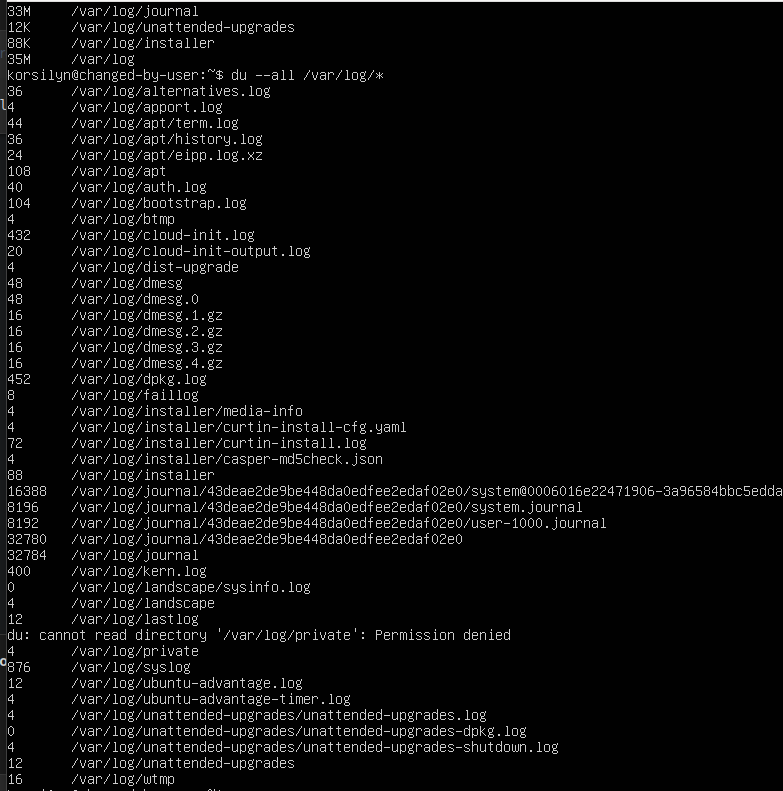 33M /var/log/journal
12K /var/log/unattended-upgrades
88K /var/log/installer
35M /var/log
korsilyn@changed-by-user:~$ du --all /var/log/*
36 /var/log/alternatives.log
4 /var/log/apport.log
44 /var/log/apt/term.log
36 /var/log/apt/history.log
24 /var/log/apt/eipp.log.xz
108 /var/log/apt
40 /var/log/auth.log
104 /var/log/bootstrap.log
4 /var/log/btmp
432 /var/log/cloud-init.log
20 /var/log/cloud-init-output.log
4 /var/log/dist-upgrade
48 /var/log/dmesg
48 /var/log/dmesg.0
16 /var/log/dmesg.1.gz
16 /var/log/dmesg.2.gz
16 /var/log/dmesg.3.gz
16 /var/log/dmesg.4.gz
452 /var/log/dpkg.log
8 /var/log/faillog
4 /var/log/installer/media-info
4 /var/log/installer/curtin-install-cfg.yaml
72 /var/log/installer/curtin-install.log
4 /var/log/installer/casper-md5check.json
88 /var/log/installer
16388 /var/log/journal/43deae2de9be448da0edfee2edaf02e0/system@0006016e22471906-3a96584bbc5edda
8196 /var/log/journal/43deae2de9be448da0edfee2edaf02e0/system.journal
8192 /var/log/journal/43deae2de9be448da0edfee2edaf02e0/user-1000.journal
32780 /var/log/journal/43deae2de9be448da0edfee2edaf02e0
32784 /var/log/journal
400 /var/log/kern.log
0 /var/log/landscape/sysinfo.log
4 /var/log/landscape
12 /var/log/lastlog
du: cannot read directory '/var/log/private': Permission denied
4 /var/log/private
876 /var/log/syslog
12 /var/log/ubuntu-advantage.log
4 /var/log/ubuntu-advantage-timer.log
4 /var/log/unattended-upgrades/unattended-upgrades.log
0 /var/log/unattended-upgrades/unattended-upgrades-dpkg.log
4 /var/log/unattended-upgrades/unattended-upgrades-shutdown.log
12 /var/log/unattended-upgrades
16 /var/log/wtmp